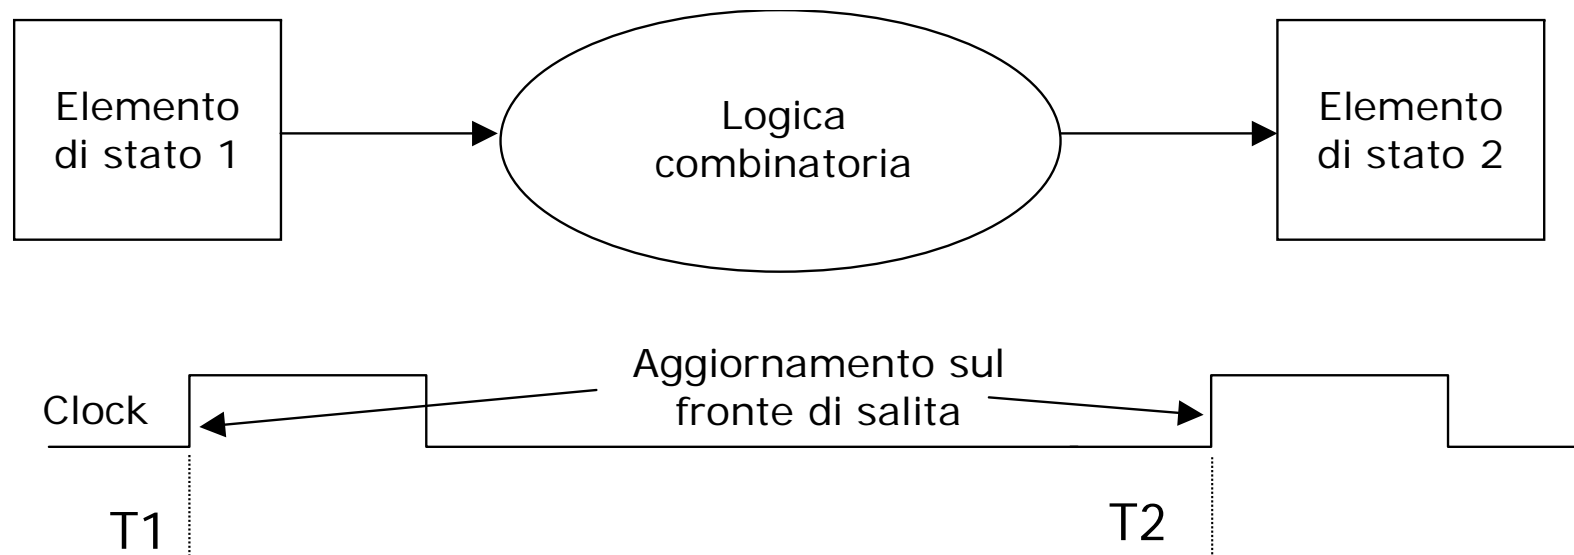 Elemento
di stato 1
Logica
combinatoria
Elemento
di stato 2
Clock
Aggiornamento sul
fronte di salita
T1
T2